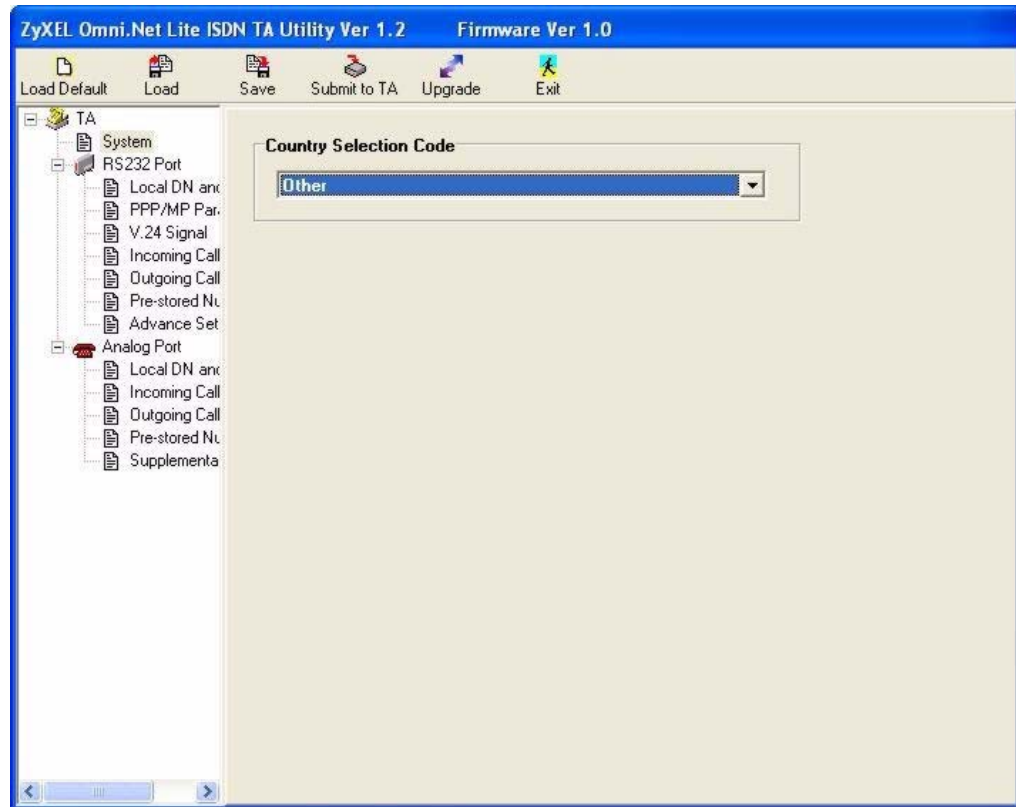 ZyXEL Omni.Net Lite ISDN TA Utility Ver 1.2 Firmware Ver 1.0
Load Default Load Save Submit to TA Upgrade Exit
TA
System
RS232 Port
Local DN and
PPP/MP Par
V.24 Signal
Incoming Call
Outgoing Call
Pre-stored Nu
Advance Set
Analog Port
Local DN and
Incoming Call
Outgoing Call
Pre-stored Nu
Supplementa
Country Selection Code
Other